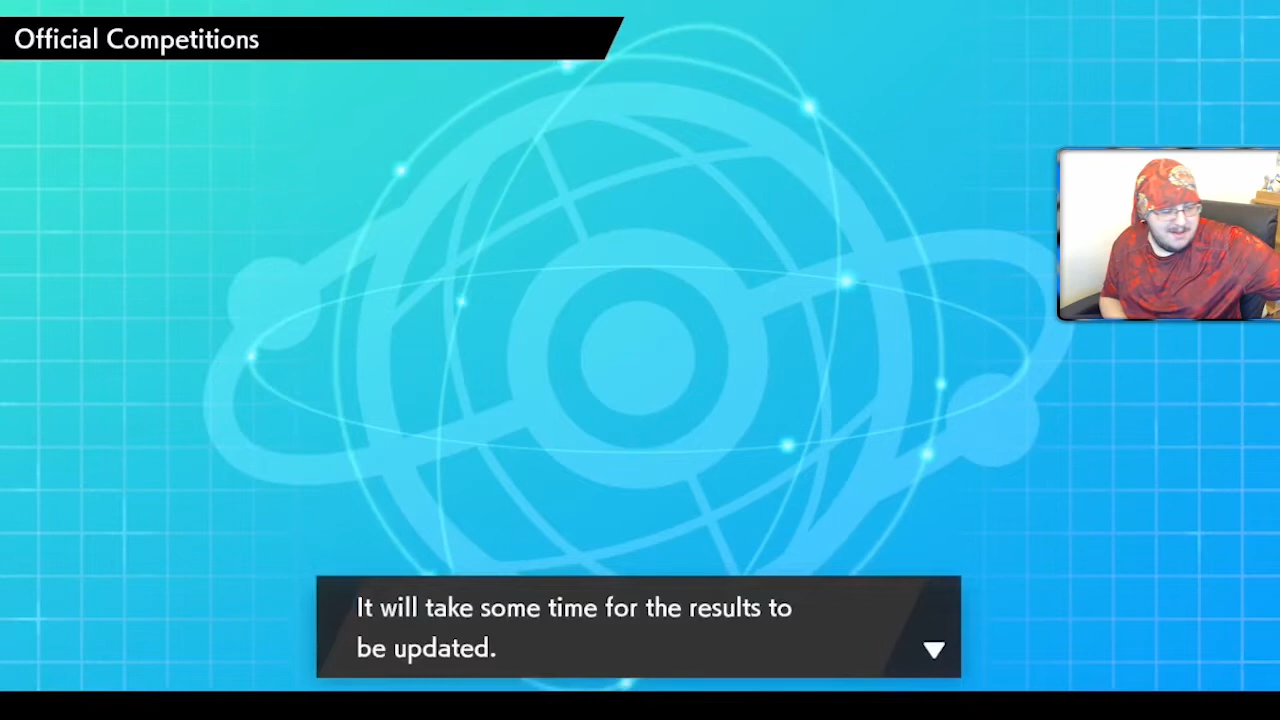 Official Competitions
It will take some time for the results to
be updated.